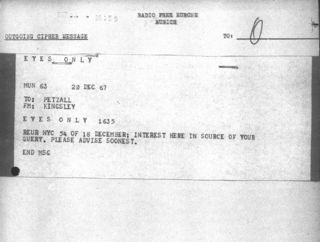 RADIO FREE EUROPE
MUNICH
OUTGOING CIPHER MESSAGE
TO:
EYES ONLY
MUN 63 20 DEC 67
TO: PETZALL
FM: KINGSLEY
EYES ONLY 1635
REUR NYC 54 OF 18 DECEMBER: INTEREST HERE IN SOURCE OF YOUR
QUERY. PLEASE ADVISE SOONEST.
END MSG